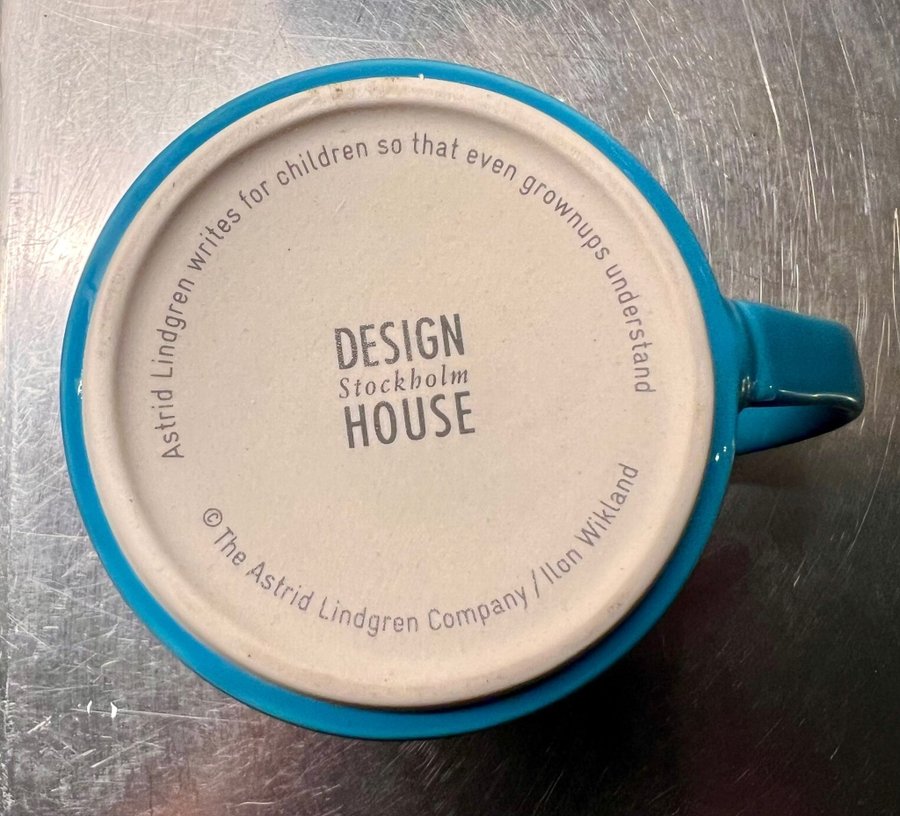 Astrid Lindgren writes for children so that even grownups understand
DESIGN
Stockholm
HOUSE
© The Astrid Lindgren Company / Ilon Wikland